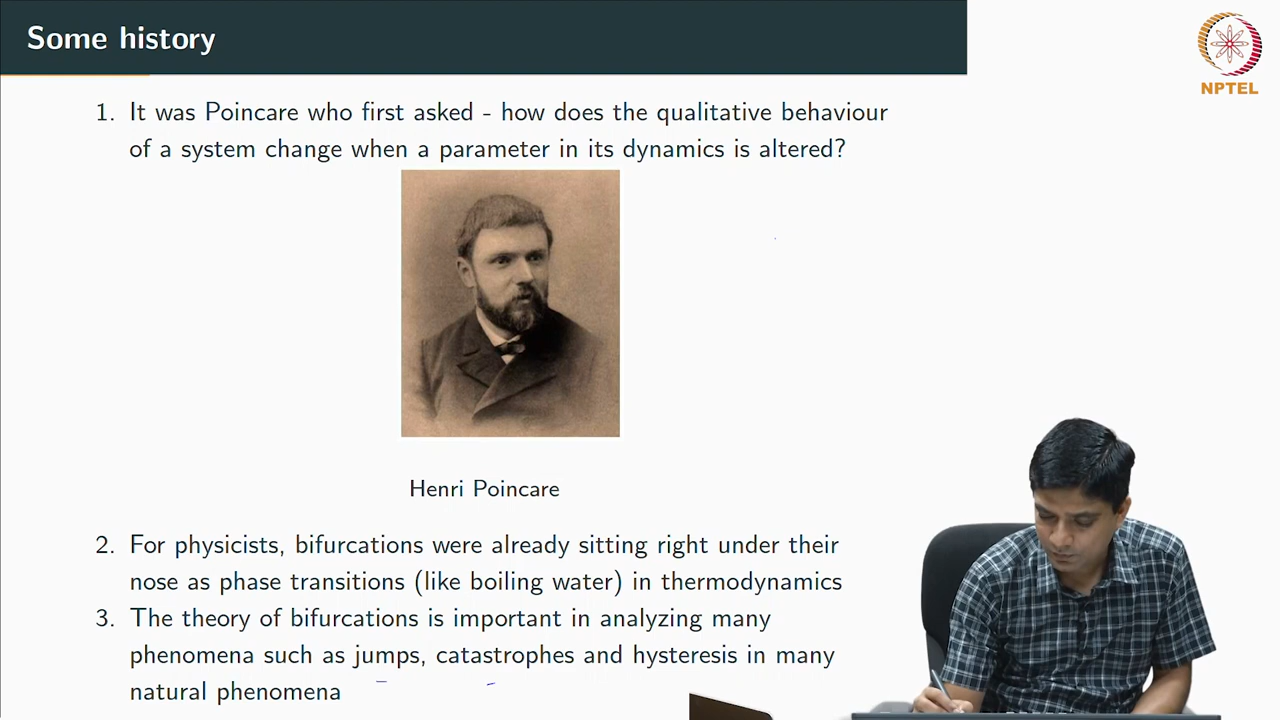 Some history
NPTEL
1. It was Poincare who first asked - how does the qualitative behaviour
of a system change when a parameter in its dynamics is altered?
Henri Poincare
2. For physicists, bifurcations were already sitting right under their
nose as phase transitions (like boiling water) in thermodynamics
3. The theory of bifurcations is important in analyzing many
phenomena such as jumps, catastrophes and hysteresis in many
natural phenomena